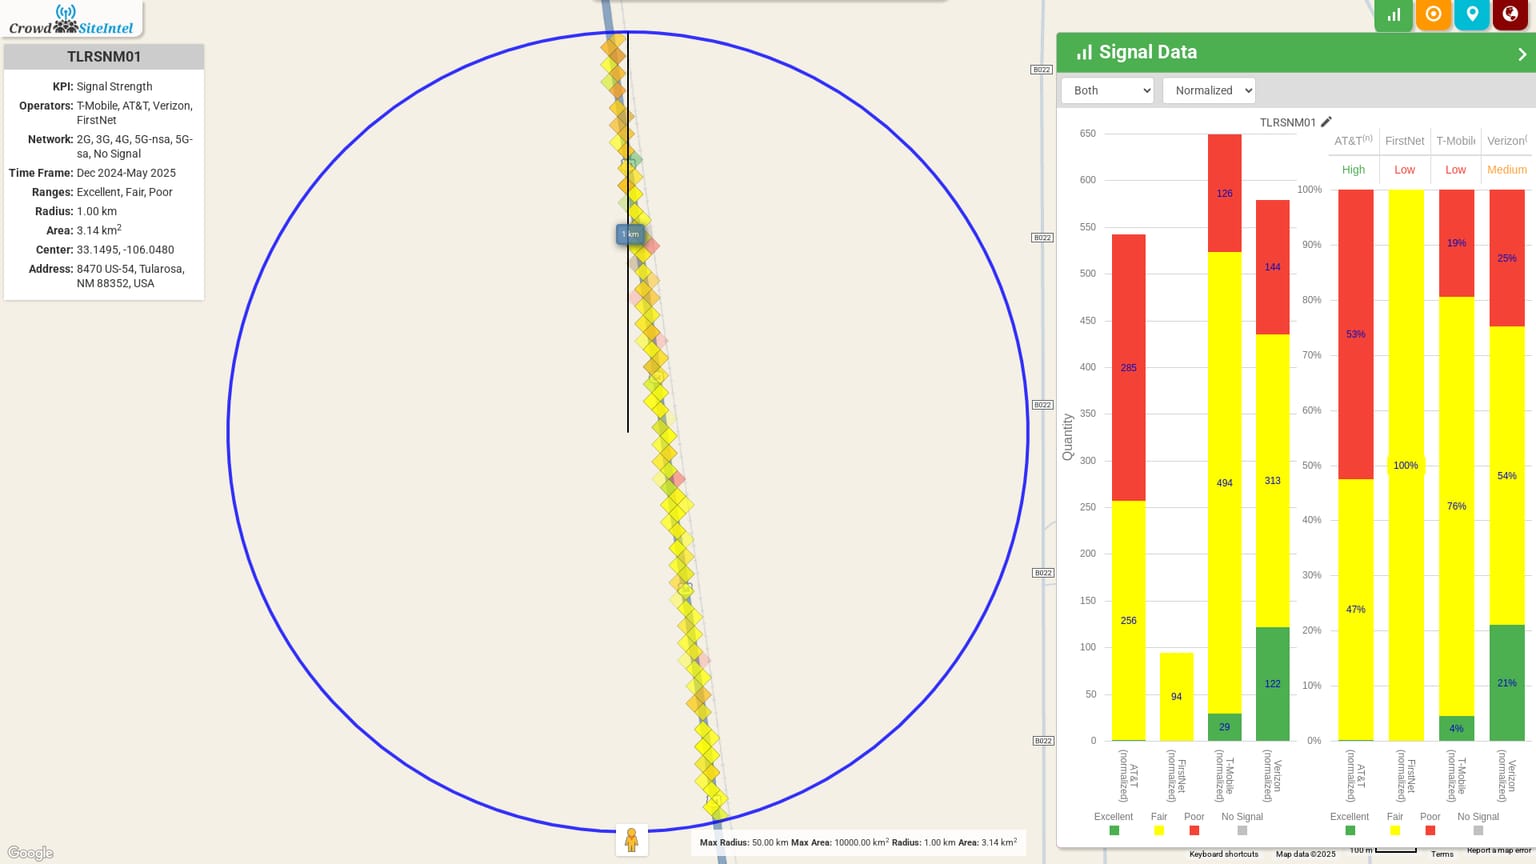 Crowd SiteIntel
TLRSNM01
KPI: Signal Strength
Operators: T-Mobile, AT&T, Verizon,
FirstNet
Network: 2G, 3G, 4G, 5G-nsa, 5G-
sa, No Signal
Time Frame: Dec 2024-May 2025
Ranges: Excellent, Fair, Poor
Radius: 1.00 km
Area: 3.14 km²
Center: 33.1495, -106.0480
Address: 8470 US-54, Tularosa,
NM 88352, USA
1 km
B022
B022
B022
B022
B022
Google
Max Radius: 50.00 km Max Area: 10000.00 km² Radius: 1.00 km Area: 3.14 km²
Signal Data
Both
Normalized
TLRSNM01
Quantity
650
600
550
500
450
400
350
300
250
200
150
100
50
0
285
256
94
126
494
29
144
313
122
AT&T (normalized)
FirstNet (normalized)
T-Mobile (normalized)
Verizon (normalized)
Excellent Fair Poor No Signal
AT&T(n) FirstNet T-Mobile Verizon(
High Low Low Medium
100%
90%
80%
70%
60%
50%
40%
30%
20%
10%
0%
53%
47%
100%
19%
76%
4%
25%
54%
21%
AT&T (normalized)
FirstNet (normalized)
T-Mobile (normalized)
Verizon (normalized)
Excellent Fair Poor No Signal
Keyboard shortcuts Map data ©2025 100 m Terms Report a map error